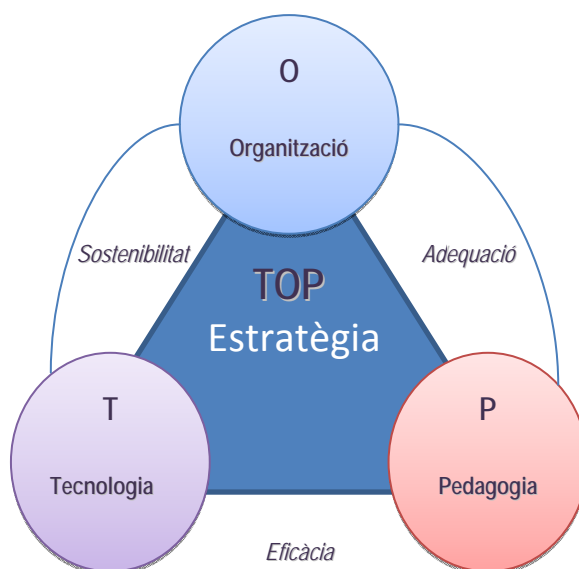 O
Organització
Sostenibilitat
Adequació
TOP
Estratègia
T
Tecnologia
P
Pedagogia
Eficàcia